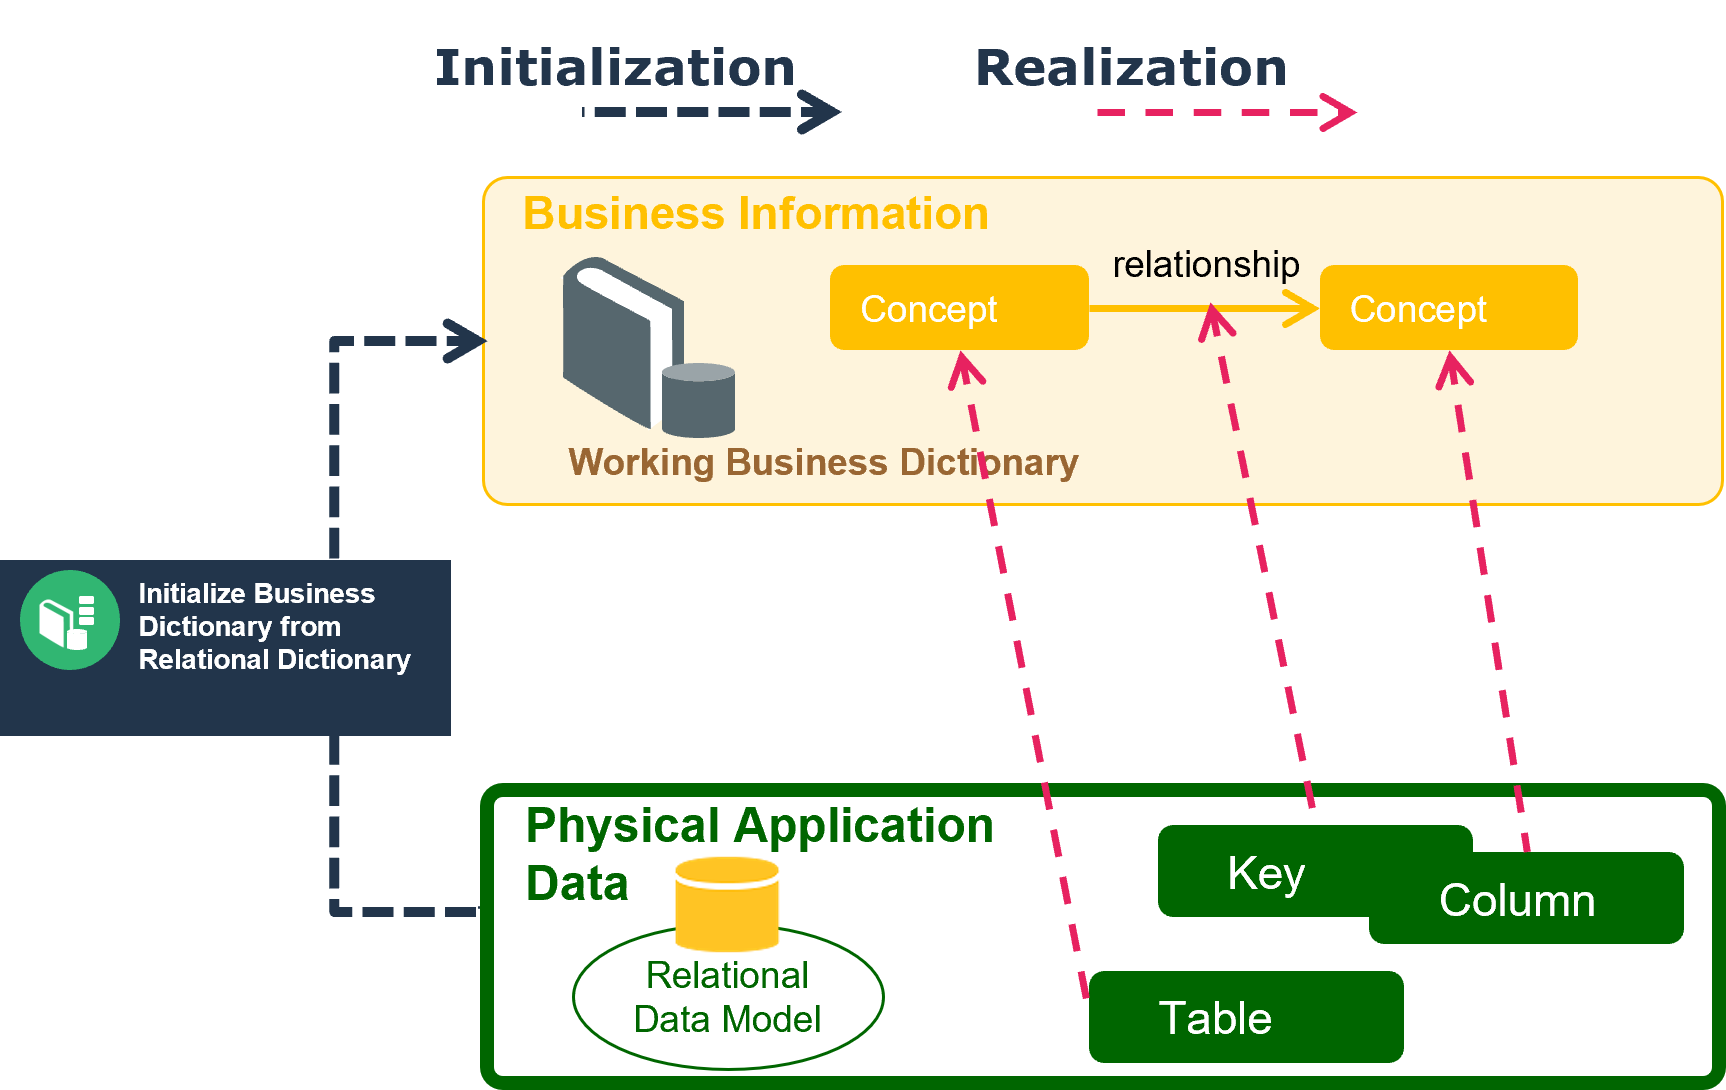 Initialization
Realization
Business Information
relationship
Concept
Concept
Working Business Dictionary
Initialize Business
Dictionary from
Relational Dictionary
Physical Application
Data
Key
Column
Relational
Data Model
Table